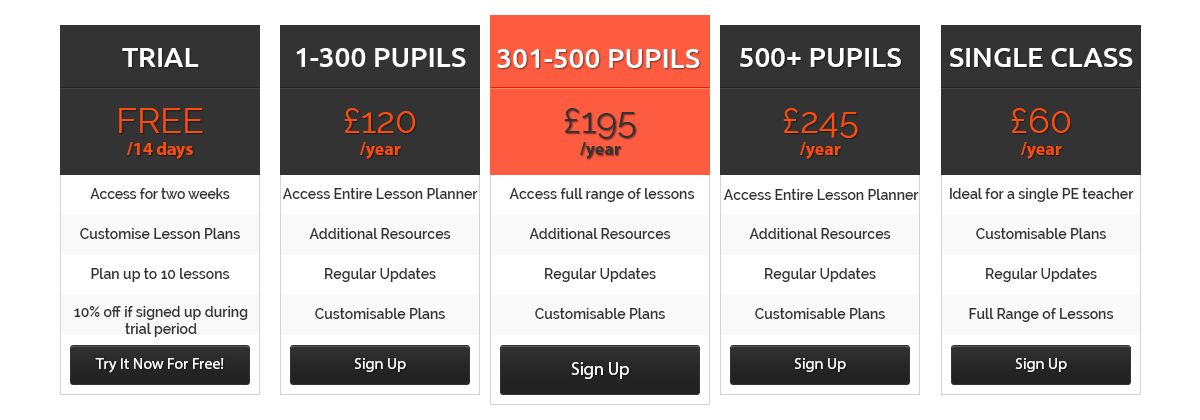 TRIAL
FREE
/14 days
Access for two weeks
Customise Lesson Plans
Plan up to 10 lessons
10% off if signed up during
trial period
Try It Now For Free!
1-300 PUPILS
£120
/year
Access Entire Lesson Planner
Additional Resources
Regular Updates
Customisable Plans
Sign Up
301-500 PUPILS
£195
/year
Access full range of lessons
Additional Resources
Regular Updates
Customisable Plans
Sign Up
500+ PUPILS
£245
/year
Access Entire Lesson Planner
Additional Resources
Regular Updates
Customisable Plans
Sign Up
SINGLE CLASS
£60
/year
Ideal for a single PE teacher
Customisable Plans
Regular Updates
Full Range of Lessons
Sign Up